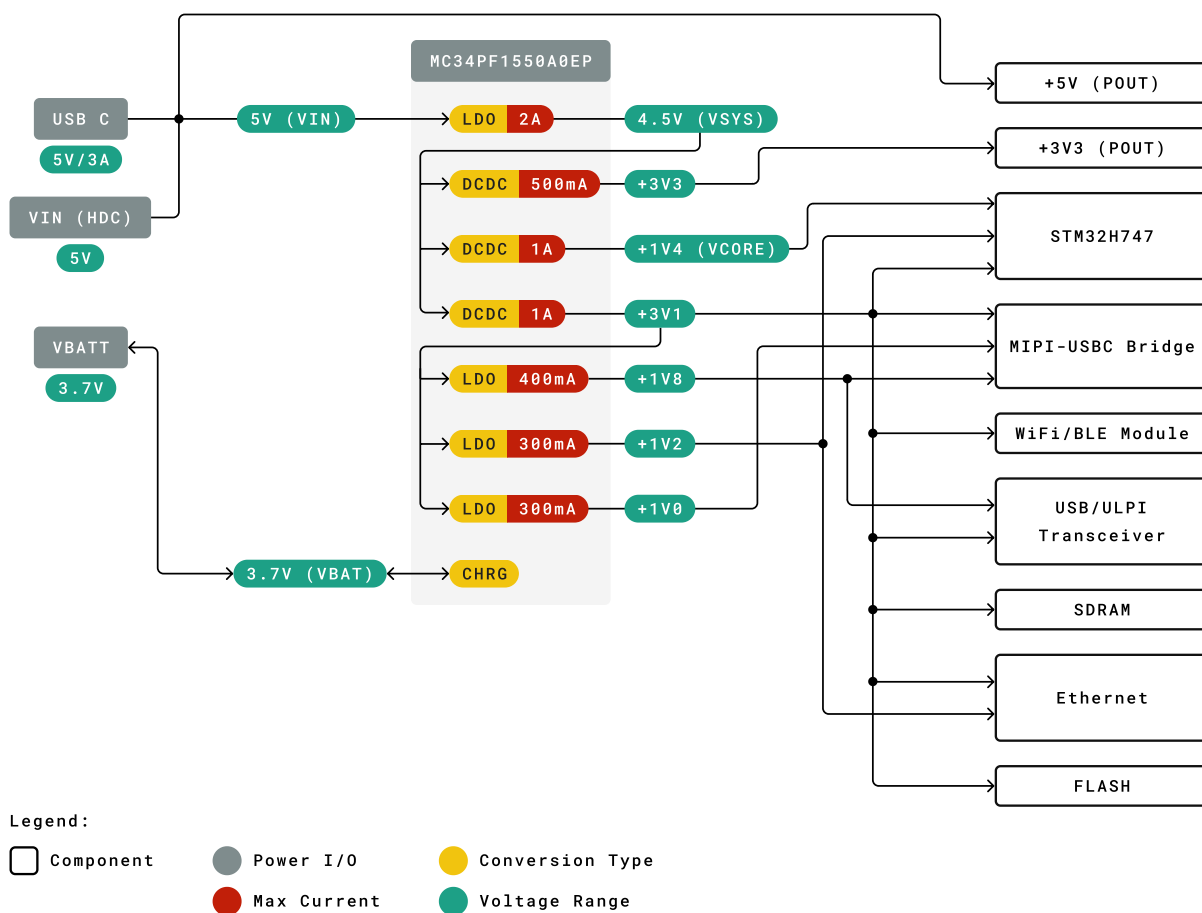 MC34PF1550A0EP
+5V (POUT)
USB C
5V (VIN)
LDO 2A
4.5V (VSYS)
5V/3A
+3V3 (POUT)
DCDC 500mA
+3V3
VIN (HDC)
5V
DCDC 1A
+1V4 (VCORE)
STM32H747
DCDC 1A
+3V1
VBATT
3.7V
MIPI-USBC Bridge
LDO 400mA
+1V8
WiFi/BLE Module
LDO 300mA
+1V2
LDO 300mA
+1V0
USB/ULPI
Transceiver
3.7V (VBAT)
CHRG
SDRAM
Ethernet
FLASH
Legend:
Component
Power I/O
Conversion Type
Max Current
Voltage Range